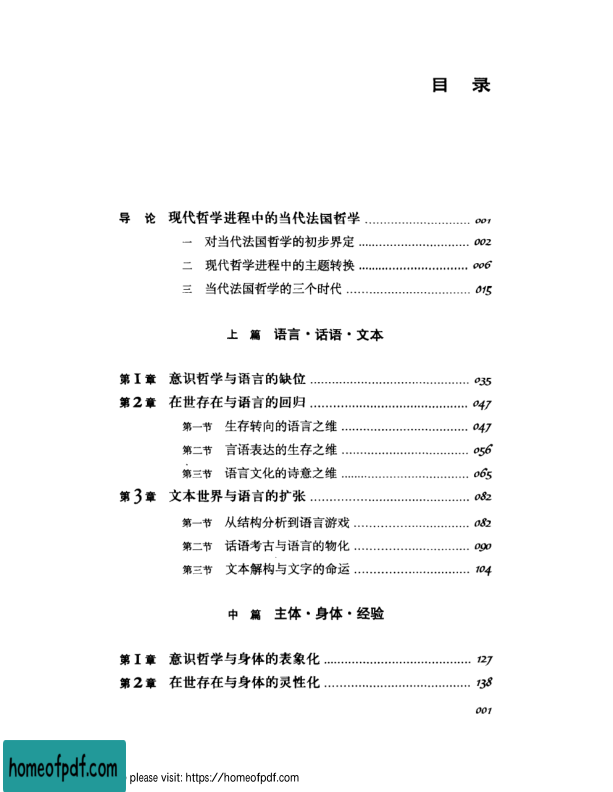 目 录
导 论 现代哲学进程中的当代法国哲学 ………………………… 001
一 对当代法国哲学的初步界定 ………………………… 002
二 现代哲学进程中的主题转换 ………………………… 006
三 当代法国哲学的三个时代 ………………………… 015
上 篇 语言·话语·文本
第1章 意识哲学与语言的缺位 ………………………… 035
第2章 在世存在与语言的回归 ………………………… 047
第一节 生存转向的语言之维 ………………………… 047
第二节 言语表达的生存之维 ………………………… 056
第三节 语言文化的诗意之维 ………………………… 065
第3章 文本世界与语言的扩张 ………………………… 082
第一节 从结构分析到语言游戏 ………………………… 082
第二节 话语考古与语言的物化 ………………………… 090
第三节 文本解构与文字的命运 ………………………… 104
中 篇 主体·身体·经验
第1章 意识哲学与身体的表象化 ………………………… 127
第2章 在世存在与身体的灵性化 ………………………… 138
001
homeofpdf.com
please visit: https://homeofpdf.com